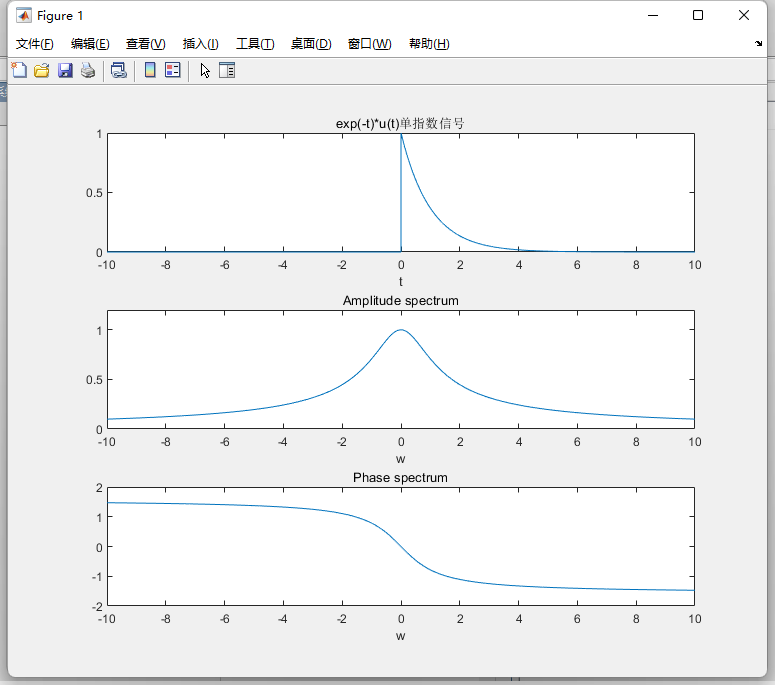 Figure 1
文件(F) 编辑(E) 查看(V) 插入(I) 工具(T) 桌面(D) 窗口(W) 帮助(H)
exp(-t)*u(t)单指数信号
1
0.5
0
-10 -8 -6 -4 -2 0 2 4 6 8 10
t
Amplitude spectrum
1
0.5
0
-10 -8 -6 -4 -2 0 2 4 6 8 10
w
Phase spectrum
2
1
0
-1
-2
-10 -8 -6 -4 -2 0 2 4 6 8 10
w